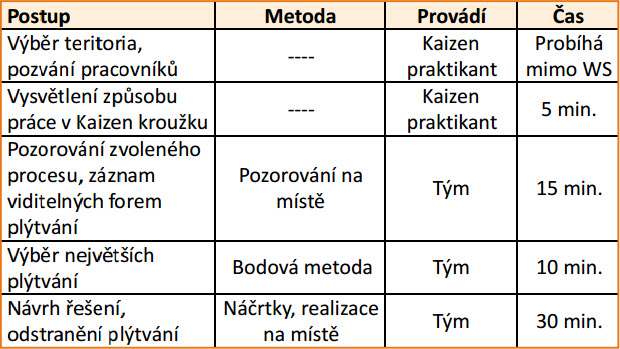 Postup Metoda Provádí Čas
Výběr teritoria, pozvání pracovníků ---- Kaizen praktikant Probíhá mimo WS
Vysvětlení způsobu práce v Kaizen kroužku ---- Kaizen praktikant 5 min.
Pozorování zvoleného procesu, záznam viditelných forem plýtvání Pozorování na místě Tým 15 min.
Výběr největších plýtvání Bodová metoda Tým 10 min.
Návrh řešení, odstranění plýtvání Náčrtky, realizace na místě Tým 30 min.